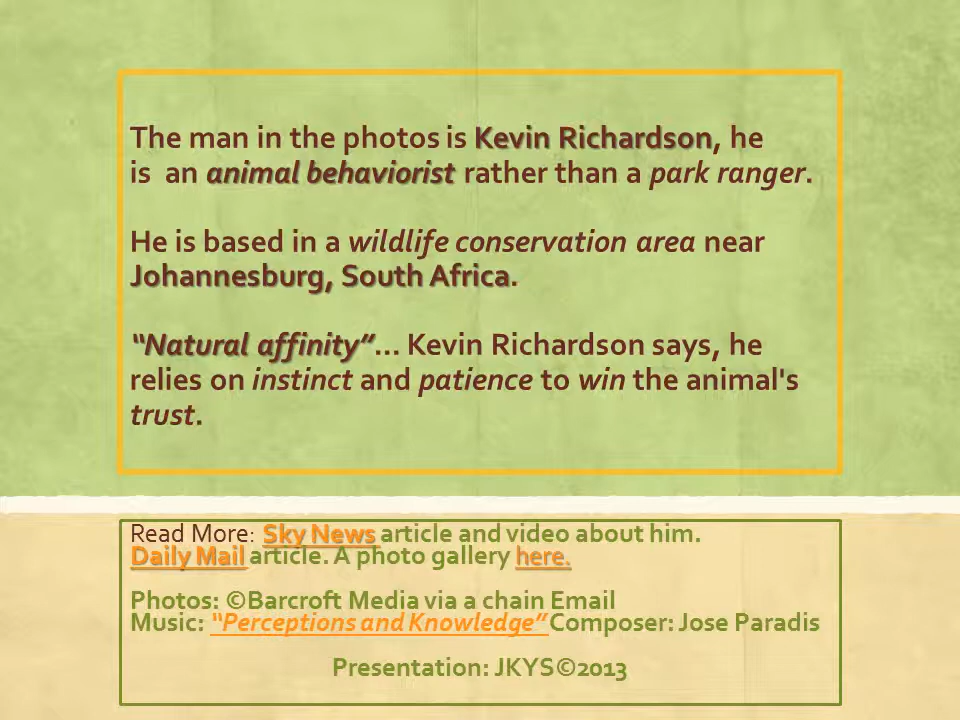 The man in the photos is Kevin Richardson, he
is  an animal behaviorist rather than a park ranger.
He is based in a wildlife conservation area near
Johannesburg, South Africa.
“Natural affinity”... Kevin Richardson says, he
relies on instinct and patience to win the animal's
trust.
Read More: Sky News article and video about him.
Daily Mail article. A photo gallery here.
Photos: ©Barcroft Media via a chain Email
Music: “Perceptions and Knowledge” Composer: Jose Paradis
Presentation: JKYS©2013